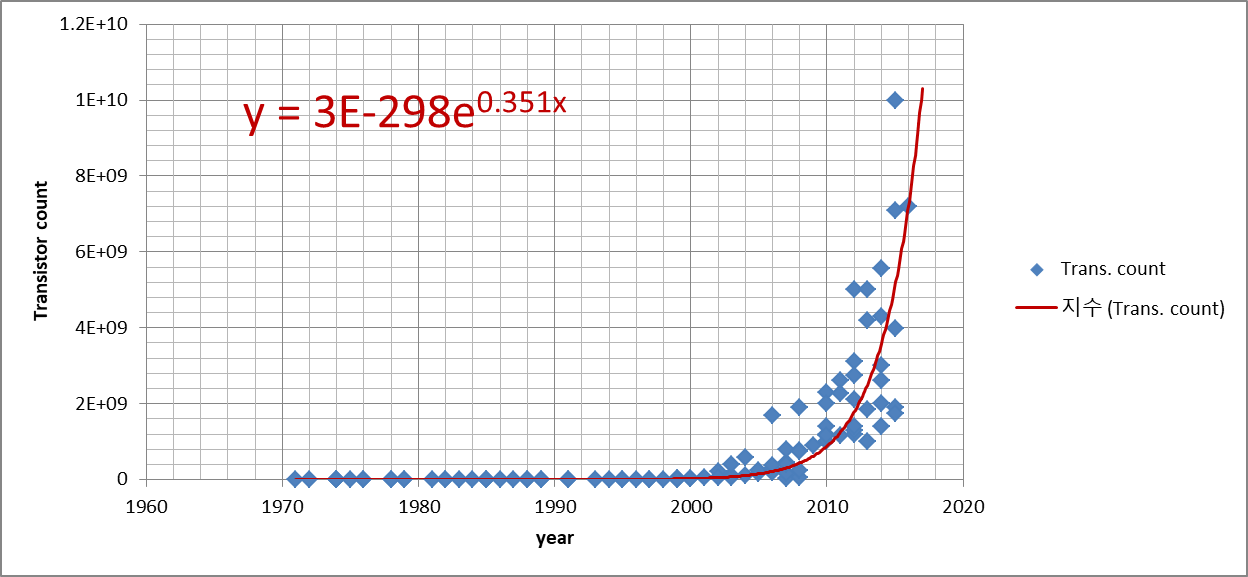 1.2E+10
1E+10
8E+09
6E+09
4E+09
2E+09
0
Transistor count
y = 3E-298e0.351x
1960 1970 1980 1990 2000 2010 2020
year
Trans. count
지수 (Trans. count)